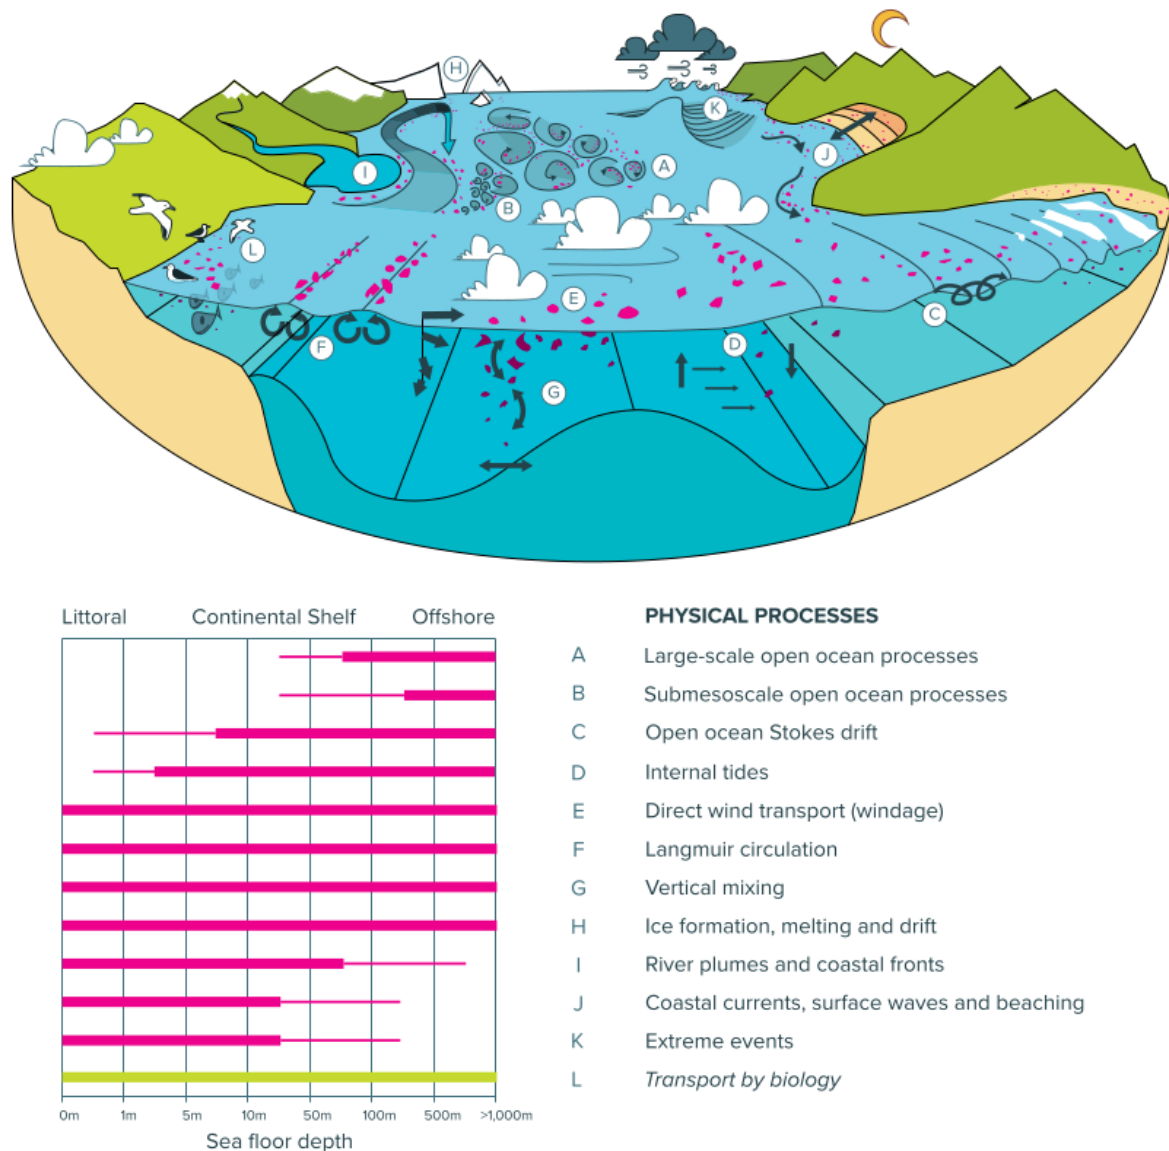 H
K
J
I
A
B
L
E
C
F
D
G
Littoral Continental Shelf Offshore
PHYSICAL PROCESSES
A Large-scale open ocean processes
B Submesoscale open ocean processes
C Open ocean Stokes drift
D Internal tides
E Direct wind transport (windage)
F Langmuir circulation
G Vertical mixing
H Ice formation, melting and drift
I River plumes and coastal fronts
J Coastal currents, surface waves and beaching
K Extreme events
L Transport by biology
0m 1m 5m 10m 50m 100m 500m >1,000m
Sea floor depth